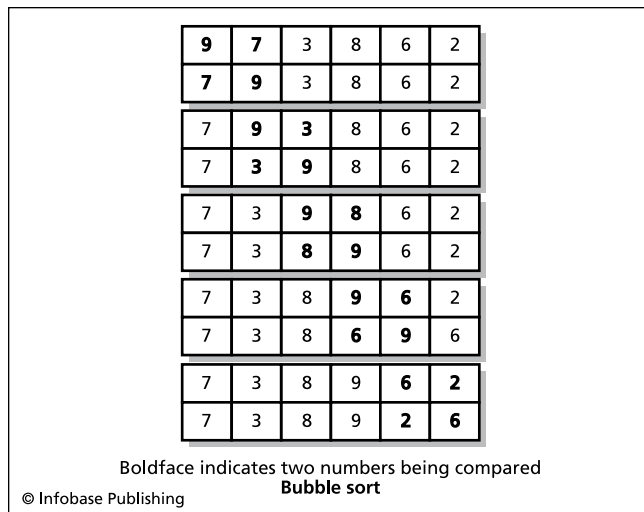 9 7 3 8 6 2
7 9 3 8 6 2
7 9 3 8 6 2
7 3 9 8 6 2
7 3 9 8 6 2
7 3 8 9 6 2
7 3 8 9 6 2
7 3 8 6 9 6
7 3 8 9 6 2
7 3 8 9 2 6
Boldface indicates two numbers being compared
Bubble sort
© Infobase Publishing